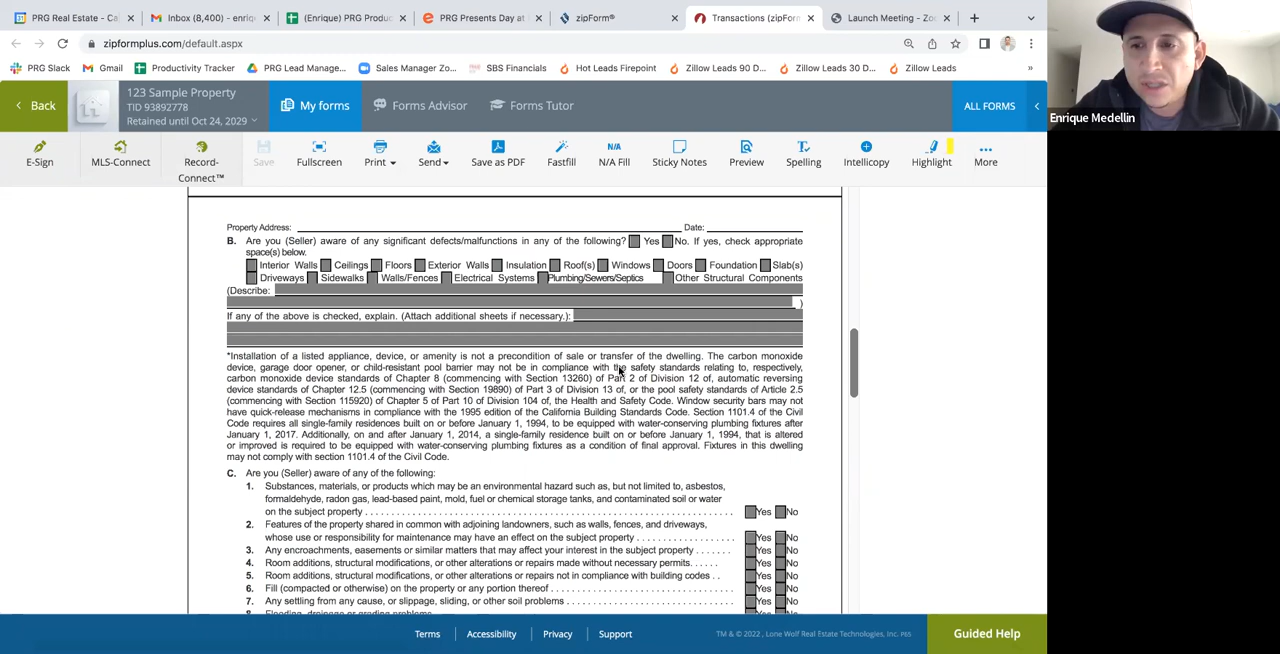 PRG Real Estate - Ca
Inbox (8,400) - enriq
(Enrique) PRG Produc
PRG Presents Day at
zipForm®
Transactions (zipForm
Launch Meeting - Zoo
zipformplus.com/default.aspx
PRG Slack
Gmail
Productivity Tracker
PRG Lead Manage...
Sales Manager Zo...
SBS Financials
Hot Leads Firepoint
Zillow Leads 90 D...
Zillow Leads 30 D...
Zillow Leads
Back
123 Sample Property
TID 93892778
Retained until Oct 24, 2029
My forms
Forms Advisor
Forms Tutor
ALL FORMS
E-Sign
MLS-Connect
Record-Connect™
Save
Fullscreen
Print
Send
Save as PDF
Fastfill
N/A
N/A Fill
Sticky Notes
Preview
Spelling
Intellicopy
Highlight
More
Enrique Medellin
Property Address: Date:
B. Are you (Seller) aware of any significant defects/malfunctions in any of the following? Yes No. If yes, check appropriate
space(s) below.
Interior Walls Ceilings Floors Exterior Walls Insulation Roof(s) Windows Doors Foundation Slab(s)
Driveways Sidewalks Walls/Fences Electrical Systems Plumbing/Sewers/Septics Other Structural Components
(Describe:
)
If any of the above is checked, explain. (Attach additional sheets if necessary.):
*Installation of a listed appliance, device, or amenity is not a precondition of sale or transfer of the dwelling. The carbon monoxide
device, garage door opener, or child-resistant pool barrier may not be in compliance with the safety standards relating to, respectively,
carbon monoxide device standards of Chapter 8 (commencing with Section 13260) of Part 2 of Division 12 of, automatic reversing
device standards of Chapter 12.5 (commencing with Section 19890) of Part 3 of Division 13 of, or the pool safety standards of Article 2.5
(commencing with Section 115920) of Chapter 5 of Part 10 of Division 104 of, the Health and Safety Code. Window security bars may not
have quick-release mechanisms in compliance with the 1995 edition of the California Building Standards Code. Section 1101.4 of the Civil
Code requires all single-family residences built on or before January 1, 1994, to be equipped with water-conserving plumbing fixtures after
January 1, 2017. Additionally, on and after January 1, 2014, a single-family residence built on or before January 1, 1994, that is altered
or improved is required to be equipped with water-conserving plumbing fixtures as a condition of final approval. Fixtures in this dwelling
may not comply with section 1101.4 of the Civil Code.
C. Are you (Seller) aware of any of the following:
1. Substances, materials, or products which may be an environmental hazard such as, but not limited to, asbestos,
formaldehyde, radon gas, lead-based paint, mold, fuel or chemical storage tanks, and contaminated soil or water
on the subject property Yes No
2. Features of the property shared in common with adjoining landowners, such as walls, fences, and driveways,
whose use or responsibility for maintenance may have an effect on the subject property Yes No
3. Any encroachments, easements or similar matters that may affect your interest in the subject property Yes No
4. Room additions, structural modifications, or other alterations or repairs made without necessary permits. Yes No
5. Room additions, structural modifications, or other alterations or repairs not in compliance with building codes Yes No
6. Fill (compacted or otherwise) on the property or any portion thereof Yes No
7. Any settling from any cause, or slippage, sliding, or other soil problems Yes No
8. Flooding, drainage or grading problems
Terms
Accessibility
Privacy
Support
TM & © 2022 , Lone Wolf Real Estate Technologies, Inc.
Guided Help